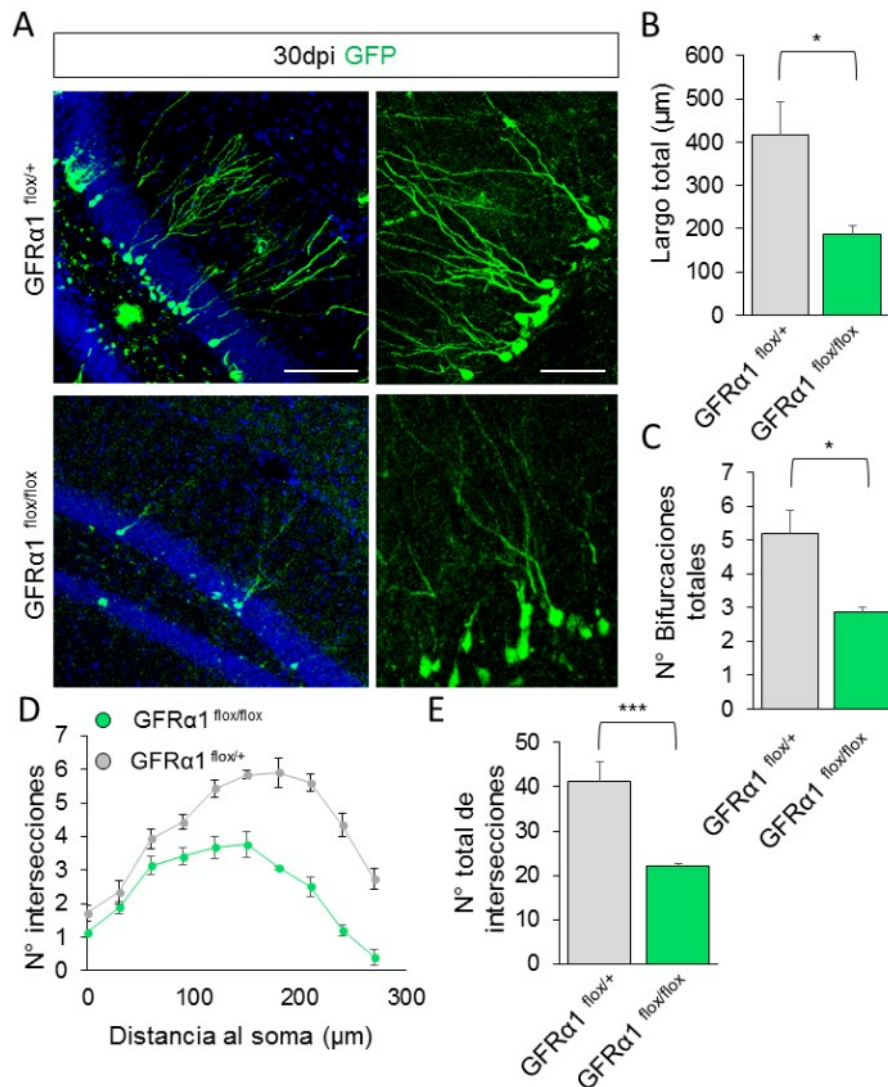 A
30dpi GFP
GFRα1 flox/+
GFRα1 flox/flox
B
600
500
400
300
200
100
0
Largo total (µm)
*
GFRα1 flox/+
GFRα1 flox/flox
C
7
6
5
4
3
2
1
0
N° Bifurcaciones
totales
*
GFRα1 flox/+
GFRα1 flox/flox
D
GFRα1 flox/flox
GFRα1 flox/+
7
6
5
4
3
2
1
0
N° intersecciones
0 100 200 300
Distancia al soma (µm)
E
50
40
30
20
10
0
N° total de
intersecciones
***
GFRα1 flox/+
GFRα1 flox/flox